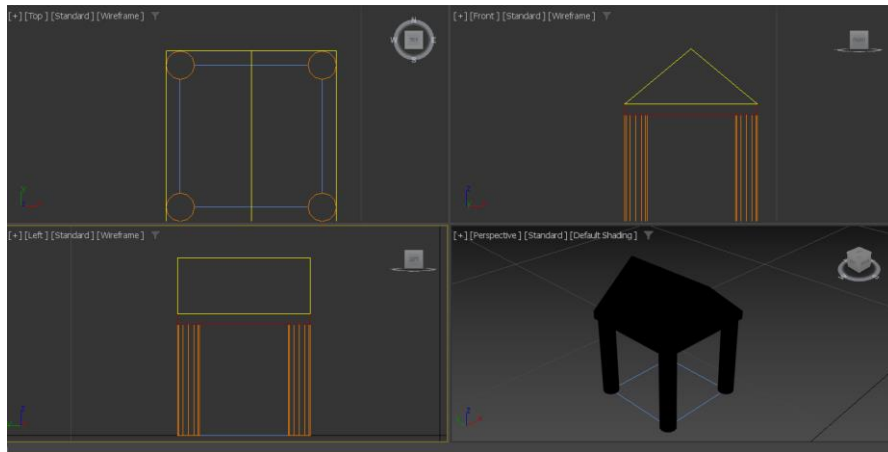 [+] [Top ] [Standard ] [Wireframe ]
N
W
E
S
[+] [Front ] [Standard ] [Wireframe ]
[+] [Left ] [Standard ] [Wireframe ]
[+] [Perspective ] [Standard ] [Default Shading ]